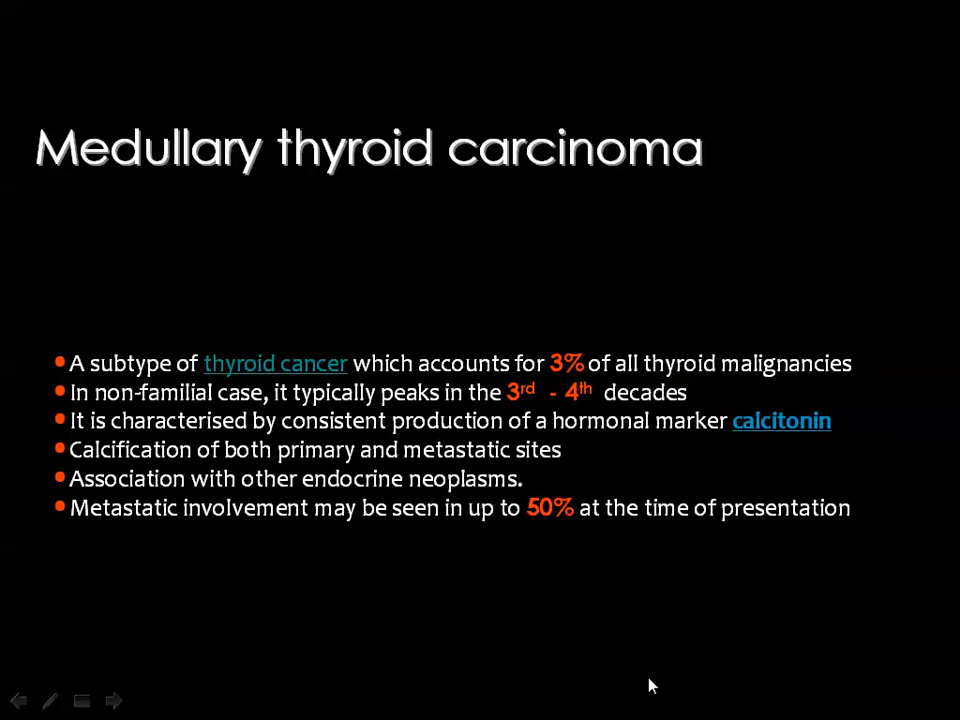 Medullary thyroid carcinoma
•A subtype of thyroid cancer which accounts for 3% of all thyroid malignancies
•In non-familial case, it typically peaks in the 3rd - 4th decades
•It is characterised by consistent production of a hormonal marker calcitonin
•Calcification of both primary and metastatic sites
•Association with other endocrine neoplasms.
•Metastatic involvement may be seen in up to 50% at the time of presentation